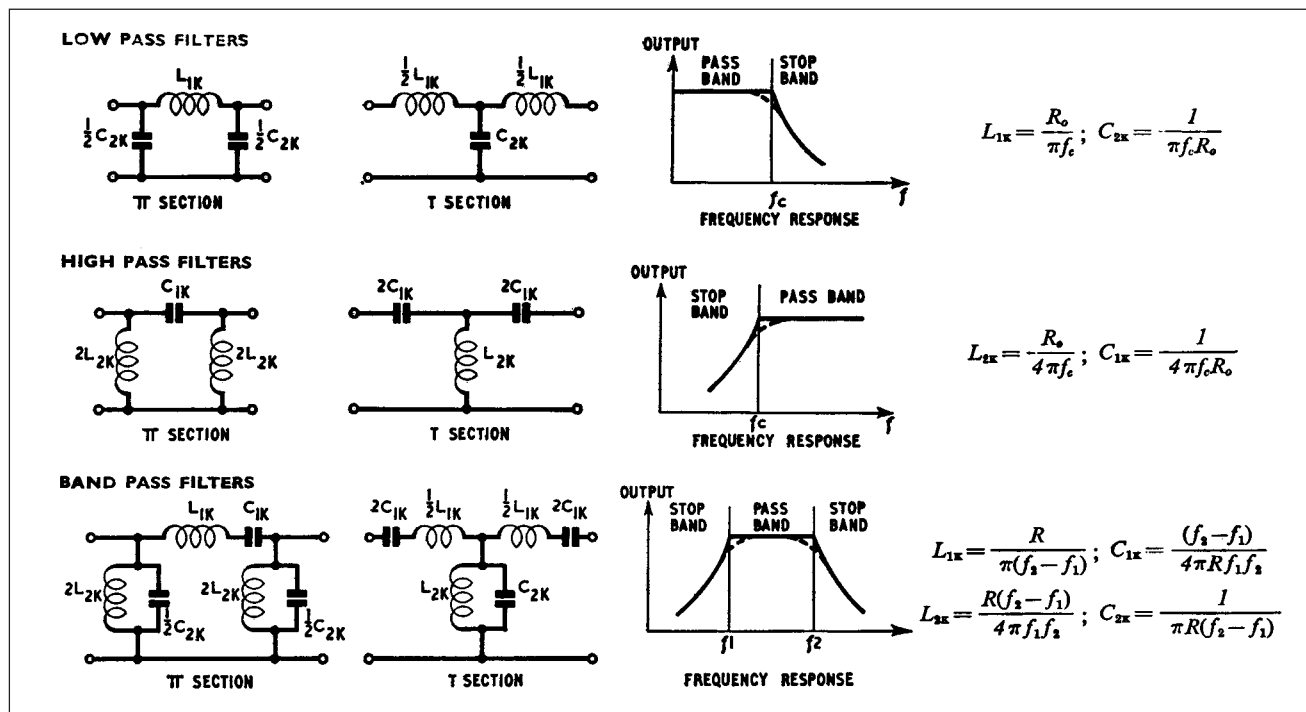 LOW PASS FILTERS
L1K
½C2K
½C2K
π SECTION
½L1K
½L1K
C2K
T SECTION
OUTPUT
PASS BAND
STOP BAND
fc
f
FREQUENCY RESPONSE
L1K = Ro/πfc ; C2K = 1/πfcRo
HIGH PASS FILTERS
C1K
2L2K
2L2K
π SECTION
2C1K
2C1K
L2K
T SECTION
OUTPUT
STOP BAND
PASS BAND
fc
f
FREQUENCY RESPONSE
L2K = Ro/4πfc ; C1K = 1/4πfcRo
BAND PASS FILTERS
L1K
C1K
2L2K
½C2K
2L2K
½C2K
π SECTION
2C1K
½L1K
½L1K
2C1K
L2K
C2K
T SECTION
OUTPUT
STOP BAND
PASS BAND
STOP BAND
f1
f2
f
FREQUENCY RESPONSE
L1K = R/π(f2−f1) ; C1K = (f2−f1)/4πRf1f2
L2K = R(f2−f1)/4πf1f2 ; C2K = 1/πR(f2−f1)